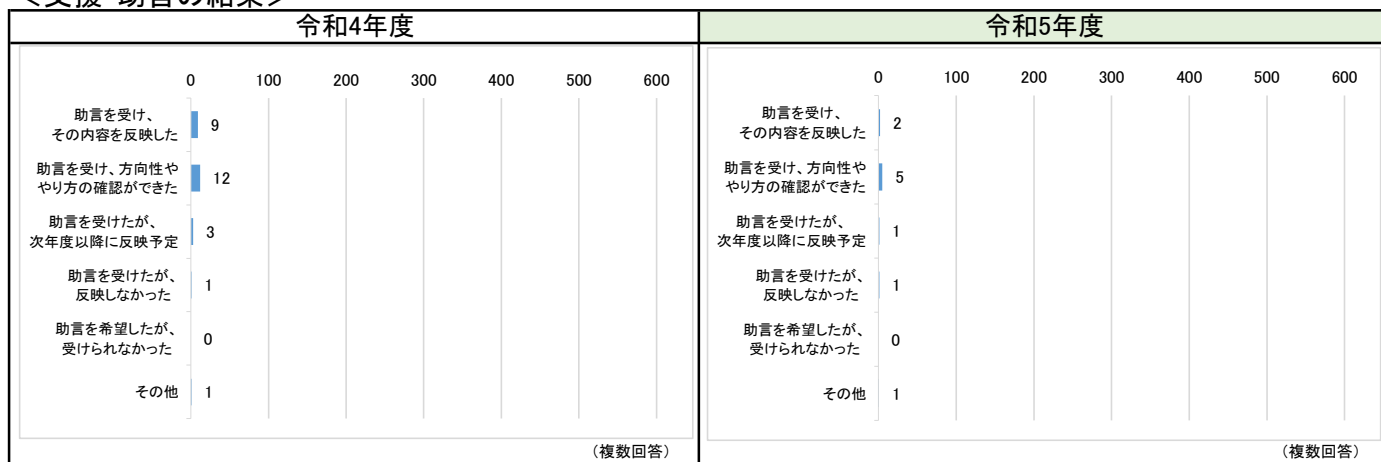 令和4年度
0 100 200 300 400 500 600
助言を受け、
その内容を反映した
9
助言を受け、方向性や
やり方の確認ができた
12
助言を受けたが、
次年度以降に反映予定
3
助言を受けたが、
反映しなかった
1
助言を希望したが、
受けられなかった
0
その他
1
(複数回答)
令和5年度
0 100 200 300 400 500 600
助言を受け、
その内容を反映した
2
助言を受け、方向性や
やり方の確認ができた
5
助言を受けたが、
次年度以降に反映予定
1
助言を受けたが、
反映しなかった
1
助言を希望したが、
受けられなかった
0
その他
1
(複数回答)